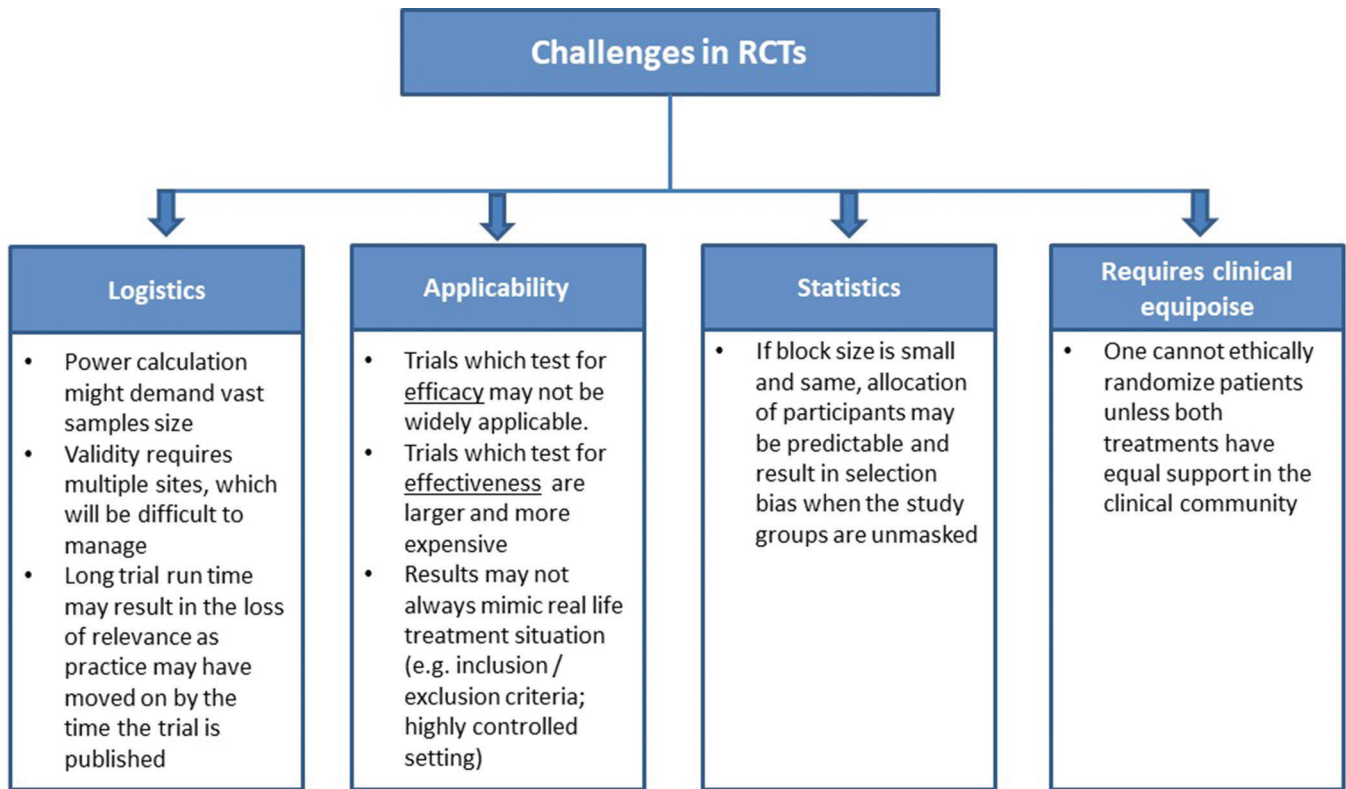 Challenges in RCTs
Logistics
• Power calculation
might demand vast
samples size
• Validity requires
multiple sites, which
will be difficult to
manage
• Long trial run time
may result in the loss
of relevance as
practice may have
moved on by the
time the trial is
published
Applicability
• Trials which test for
efficacy may not be
widely applicable.
• Trials which test for
effectiveness are
larger and more
expensive
• Results may not
always mimic real life
treatment situation
(e.g. inclusion /
exclusion criteria;
highly controlled
setting)
Statistics
• If block size is small
and same, allocation
of participants may
be predictable and
result in selection
bias when the study
groups are unmasked
Requires clinical
equipoise
• One cannot ethically
randomize patients
unless both
treatments have
equal support in the
clinical community